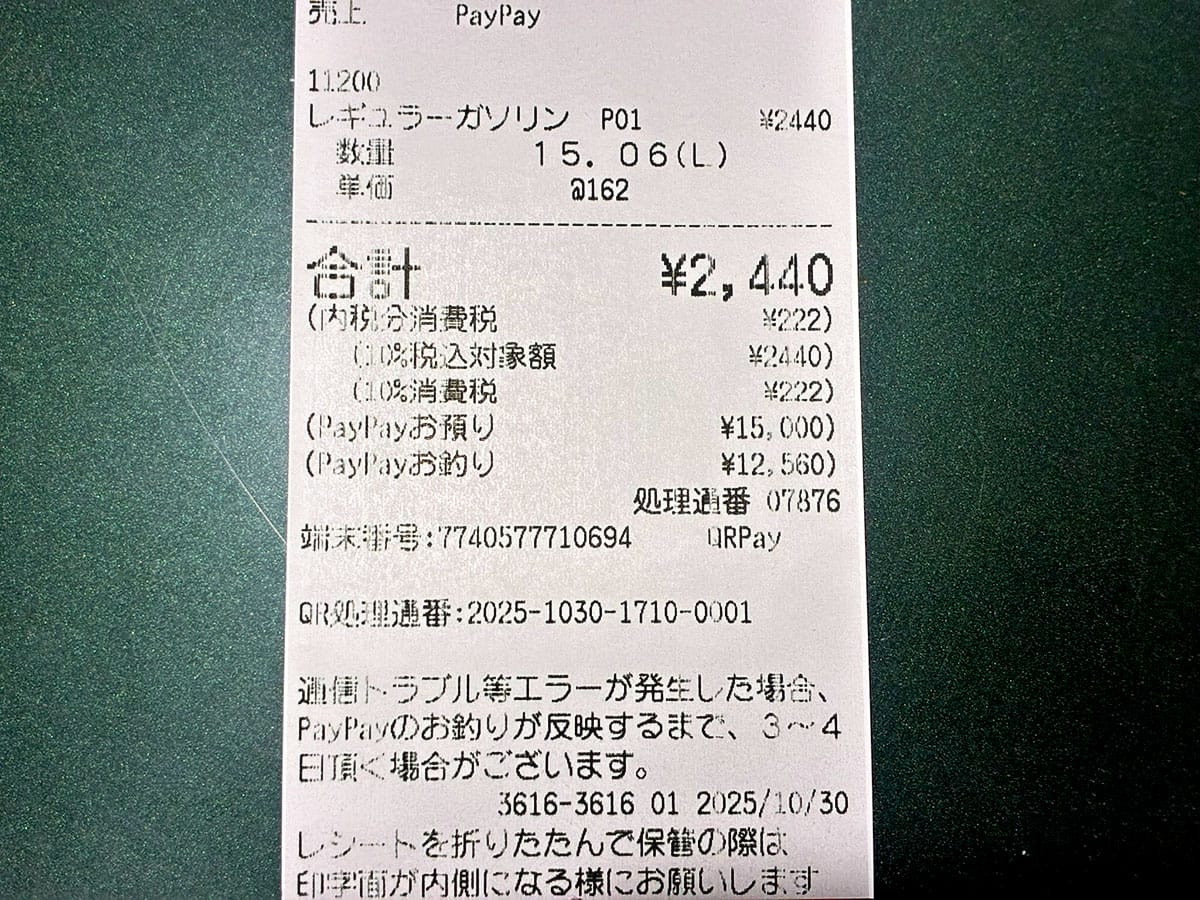 売上 PayPay
11200
レギュラーガソリン P01 ¥2440
数量 15.06(L)
単価 @162
合計 ¥2,440
(内税分消費税 ¥222)
(10%税込対象額 ¥2440)
(10%消費税 ¥222)
(PayPayお預り ¥15,000)
(PayPayお釣り ¥12,560)
処理通番 07876
端末番号:7740577710694 QRPay
QR処理通番:2025-1030-1710-0001
通信トラブル等エラーが発生した場合、
PayPayのお釣りが反映するまで、3〜4
日頂く場合がございます。
3616-3616 01 2025/10/30
レシートを折りたたんで保管の際は
印字面が内側になる様にお願いします